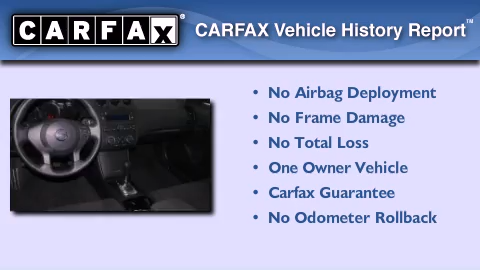 CARFAX® CARFAX Vehicle History Report™
• No Airbag Deployment
• No Frame Damage
• No Total Loss
• One Owner Vehicle
• Carfax Guarantee
• No Odometer Rollback